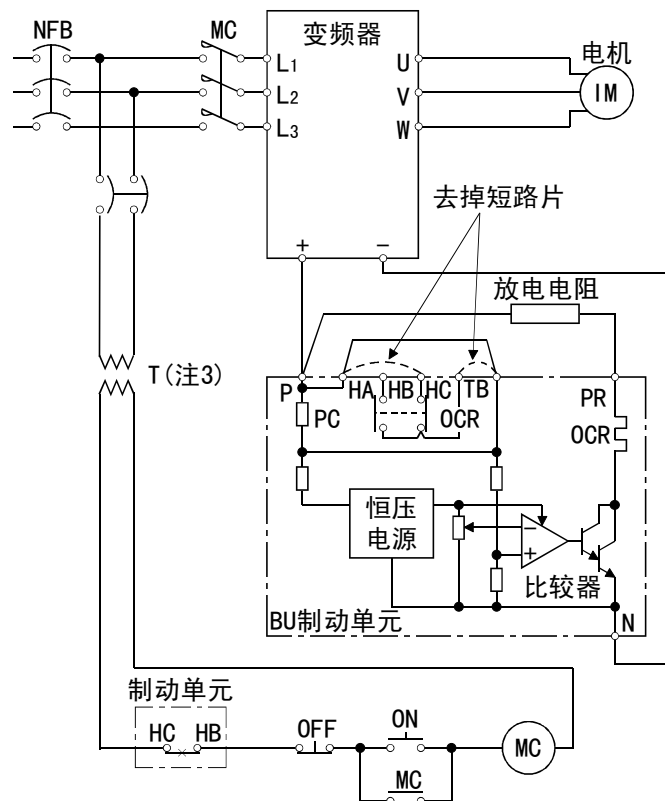 NFB
MC
变频器
电机
L1
U
L2
V
IM
L3
W
去掉短路片
+
−
放电电阻
T(注3)
P
HA
HB
HC
TB
PR
PC
OCR
OCR
恒压
电源
−
+
比较器
BU制动单元
N
制动单元
HC
HB
OFF
ON
MC
MC